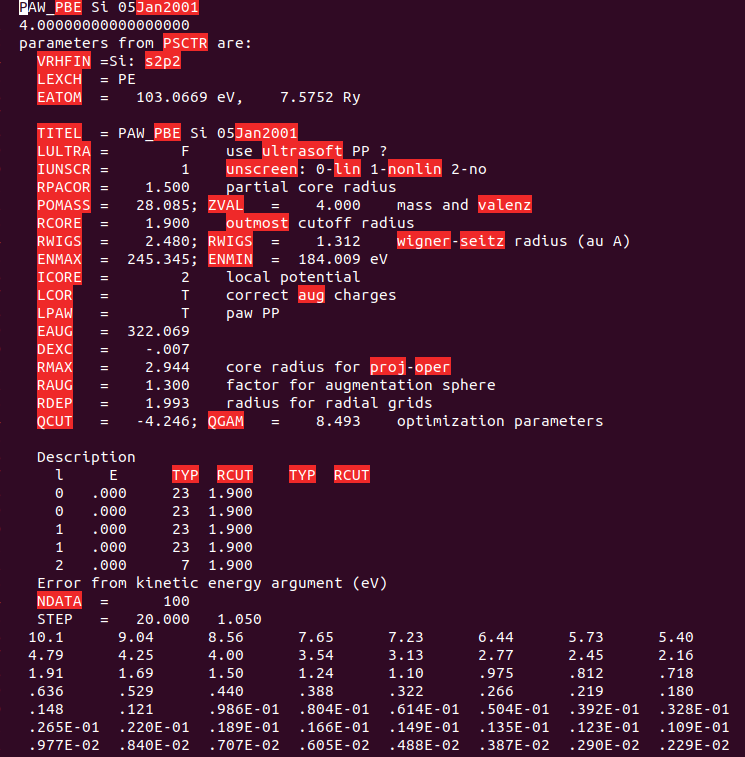 PAW_PBE Si 05Jan2001
4.00000000000000000
parameters from PSCTR are:
VRHFIN =Si: s2p2
LEXCH = PE
EATOM = 103.0669 eV, 7.5752 Ry
TITEL = PAW_PBE Si 05Jan2001
LULTRA = F use ultrasoft PP ?
IUNSCR = 1 unscreen: 0-lin 1-nonlin 2-no
RPACOR = 1.500 partial core radius
POMASS = 28.085; ZVAL = 4.000 mass and valenz
RCORE = 1.900 outmost cutoff radius
RWIGS = 2.480; RWIGS = 1.312 wigner-seitz radius (au A)
ENMAX = 245.345; ENMIN = 184.009 eV
ICORE = 2 local potential
LCOR = T correct aug charges
LPAW = T paw PP
EAUG = 322.069
DEXC = -.007
RMAX = 2.944 core radius for proj-oper
RAUG = 1.300 factor for augmentation sphere
RDEP = 1.993 radius for radial grids
QCUT = -4.246; QGAM = 8.493 optimization parameters
Description
l E TYP RCUT TYP RCUT
0 .000 23 1.900
0 .000 23 1.900
1 .000 23 1.900
1 .000 23 1.900
2 .000 7 1.900
Error from kinetic energy argument (eV)
NDATA = 100
STEP = 20.000 1.050
10.1 9.04 8.56 7.65 7.23 6.44 5.73 5.40
4.79 4.25 4.00 3.54 3.13 2.77 2.45 2.16
1.91 1.69 1.50 1.24 1.10 .975 .812 .718
.636 .529 .440 .388 .322 .266 .219 .180
.148 .121 .986E-01 .804E-01 .614E-01 .504E-01 .392E-01 .328E-01
.265E-01 .220E-01 .189E-01 .166E-01 .149E-01 .135E-01 .123E-01 .109E-01
.977E-02 .840E-02 .707E-02 .605E-02 .488E-02 .387E-02 .290E-02 .229E-02